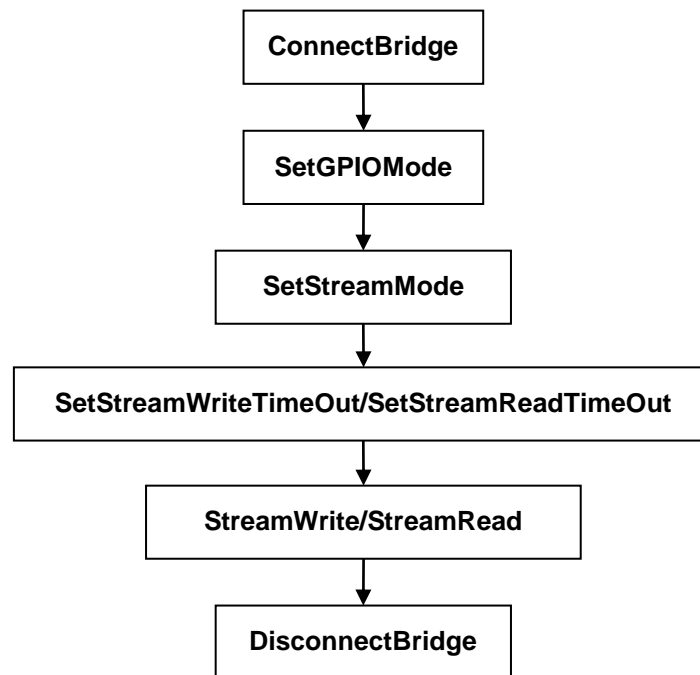 ConnectBridge
SetGPIOMode
SetStreamMode
SetStreamWriteTimeOut/SetStreamReadTimeOut
StreamWrite/StreamRead
DisconnectBridge